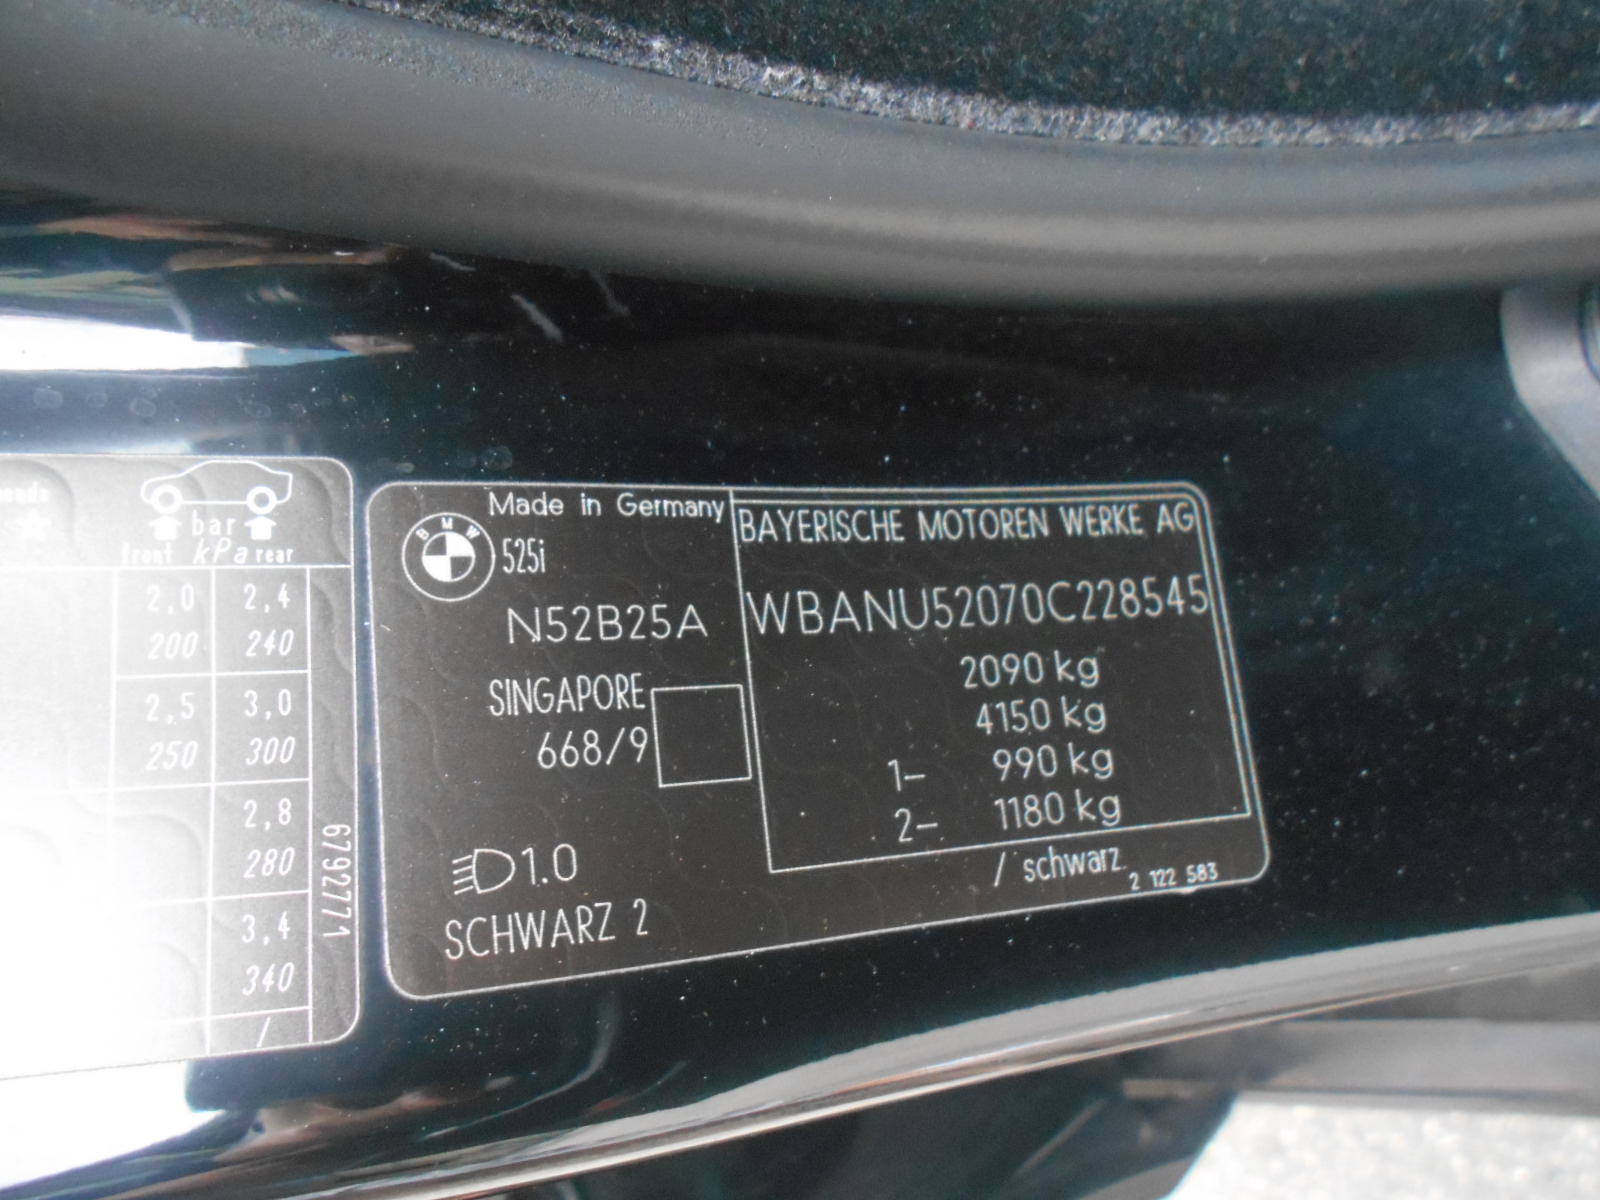 bar
front kPa rear
2,0 2,4
200 240
2,5 3,0
250 300
2,8
280
3,4
340
/
6792771
BMW
Made in Germany
525i
N52B25A
SINGAPORE
668/9
1.0
SCHWARZ 2
BAYERISCHE MOTOREN WERKE AG
WBANU52070C228545
2090 kg
4150 kg
1- 990 kg
2- 1180 kg
/ schwarz.
2 122 583